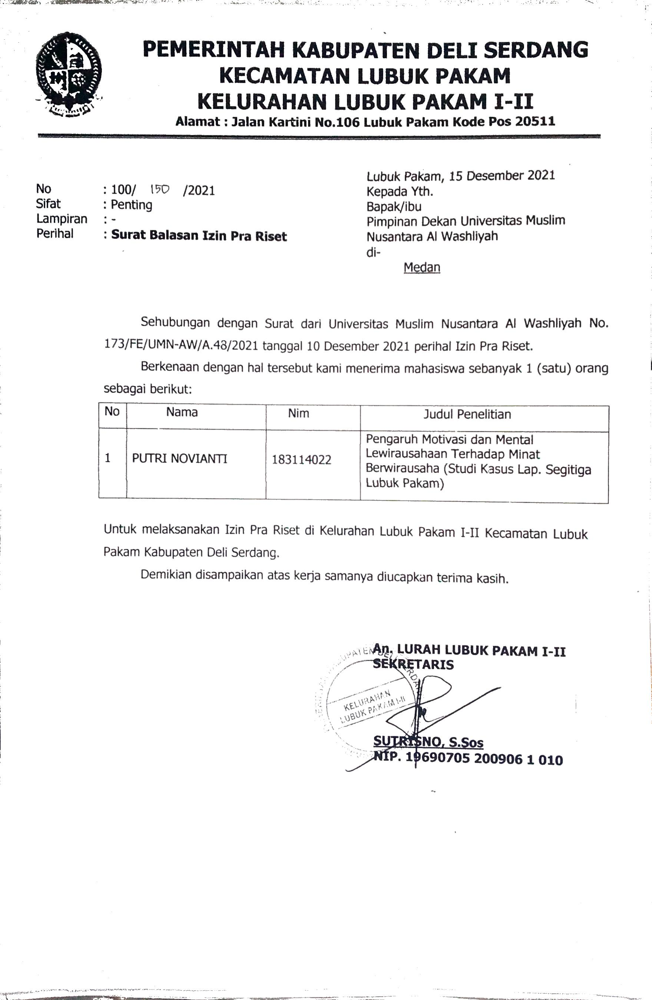 PEMERINTAH KABUPATEN DELI SERDANG
KECAMATAN LUBUK PAKAM
KELURAHAN LUBUK PAKAM I-II
Alamat : Jalan Kartini No.106 Lubuk Pakam Kode Pos 20511
Lubuk Pakam, 15 Desember 2021
No : 100/ 150 /2021
Kepada Yth.
Sifat : Penting
Bapak/ibu
Lampiran : -
Pimpinan Dekan Universitas Muslim
Perihal : Surat Balasan Izin Pra Riset
Nusantara Al Washliyah
di-
Medan
Sehubungan dengan Surat dari Universitas Muslim Nusantara Al Washliyah No.
173/FE/UMN-AW/A.48/2021 tanggal 10 Desember 2021 perihal Izin Pra Riset.
Berkenaan dengan hal tersebut kami menerima mahasiswa sebanyak 1 (satu) orang
sebagai berikut:
No Nama Nim Judul Penelitian
Pengaruh Motivasi dan Mental
1 PUTRI NOVIANTI 183114022 Lewirausahaan Terhadap Minat
Berwirausaha (Studi Kasus Lap. Segitiga
Lubuk Pakam)
Untuk melaksanakan Izin Pra Riset di Kelurahan Lubuk Pakam I-II Kecamatan Lubuk
Pakam Kabupaten Deli Serdang.
Demikian disampaikan atas kerja samanya diucapkan terima kasih.
An. LURAH LUBUK PAKAM I-II
SEKRETARIS
KELURAHAN
LUBUK PAKAM I-II
SUTRISNO, S.Sos
NIP. 19690705 200906 1 010